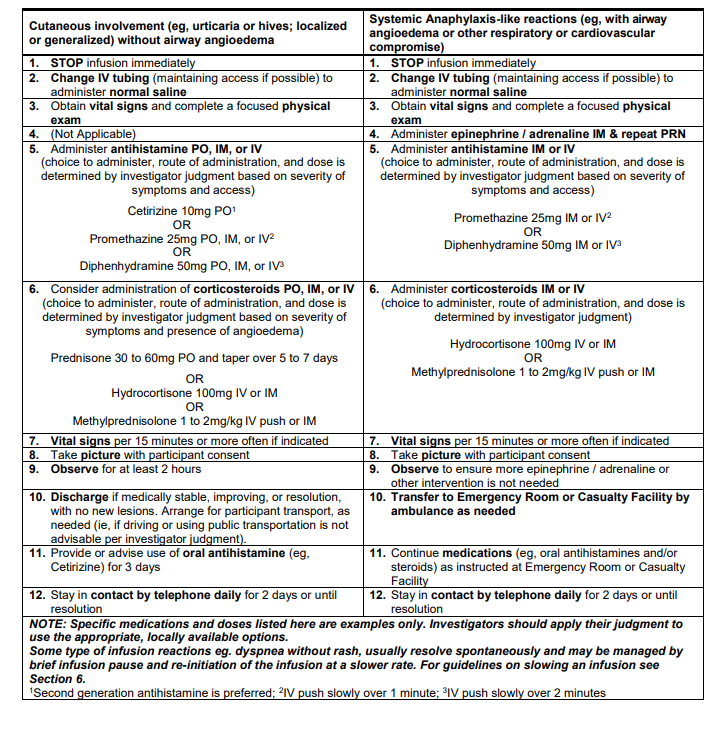 Cutaneous involvement (eg, urticaria or hives; localized
or generalized) without airway angioedema
Systemic Anaphylaxis-like reactions (eg, with airway
angioedema or other respiratory or cardiovascular
compromise)
1. STOP infusion immediately
1. STOP infusion immediately
2. Change IV tubing (maintaining access if possible) to
administer normal saline
2. Change IV tubing (maintaining access if possible) to
administer normal saline
3. Obtain vital signs and complete a focused physical
exam
3. Obtain vital signs and complete a focused physical
exam
4. (Not Applicable)
4. Administer epinephrine / adrenaline IM & repeat PRN
5. Administer antihistamine PO, IM, or IV
(choice to administer, route of administration, and dose is
determined by investigator judgment based on severity of
symptoms and access)
Cetirizine 10mg PO¹
OR
Promethazine 25mg PO, IM, or IV²
OR
Diphenhydramine 50mg PO, IM, or IV³
5. Administer antihistamine IM or IV
(choice to administer, route of administration, and dose is
determined by investigator judgment based on severity of
symptoms and access)
Promethazine 25mg IM or IV²
OR
Diphenhydramine 50mg IM or IV³
6. Consider administration of corticosteroids PO, IM, or IV
(choice to administer, route of administration, and dose is
determined by investigator judgment based on severity of
symptoms and presence of angioedema)
Prednisone 30 to 60mg PO and taper over 5 to 7 days
OR
Hydrocortisone 100mg IV or IM
OR
Methylprednisolone 1 to 2mg/kg IV push or IM
6. Administer corticosteroids IM or IV
(choice to administer, route of administration, and dose is
determined by investigator judgment)
Hydrocortisone 100mg IV or IM
OR
Methylprednisolone 1 to 2mg/kg IV push or IM
7. Vital signs per 15 minutes or more often if indicated
7. Vital signs per 15 minutes or more often if indicated
8. Take picture with participant consent
8. Take picture with participant consent
9. Observe for at least 2 hours
9. Observe to ensure more epinephrine / adrenaline or
other intervention is not needed
10. Discharge if medically stable, improving, or resolution,
with no new lesions. Arrange for participant transport, as
needed (ie, if driving or using public transportation is not
advisable per investigator judgment).
10. Transfer to Emergency Room or Casualty Facility by
ambulance as needed
11. Provide or advise use of oral antihistamine (eg,
Cetirizine) for 3 days
11. Continue medications (eg, oral antihistamines and/or
steroids) as instructed at Emergency Room or Casualty
Facility
12. Stay in contact by telephone daily for 2 days or until
resolution
12. Stay in contact by telephone daily for 2 days or until
resolution
NOTE: Specific medications and doses listed here are examples only. Investigators should apply their judgment to
use the appropriate, locally available options.
Some type of infusion reactions eg. dyspnea without rash, usually resolve spontaneously and may be managed by
brief infusion pause and re-initiation of the infusion at a slower rate. For guidelines on slowing an infusion see
Section 6.
¹Second generation antihistamine is preferred; ²IV push slowly over 1 minute; ³IV push slowly over 2 minutes